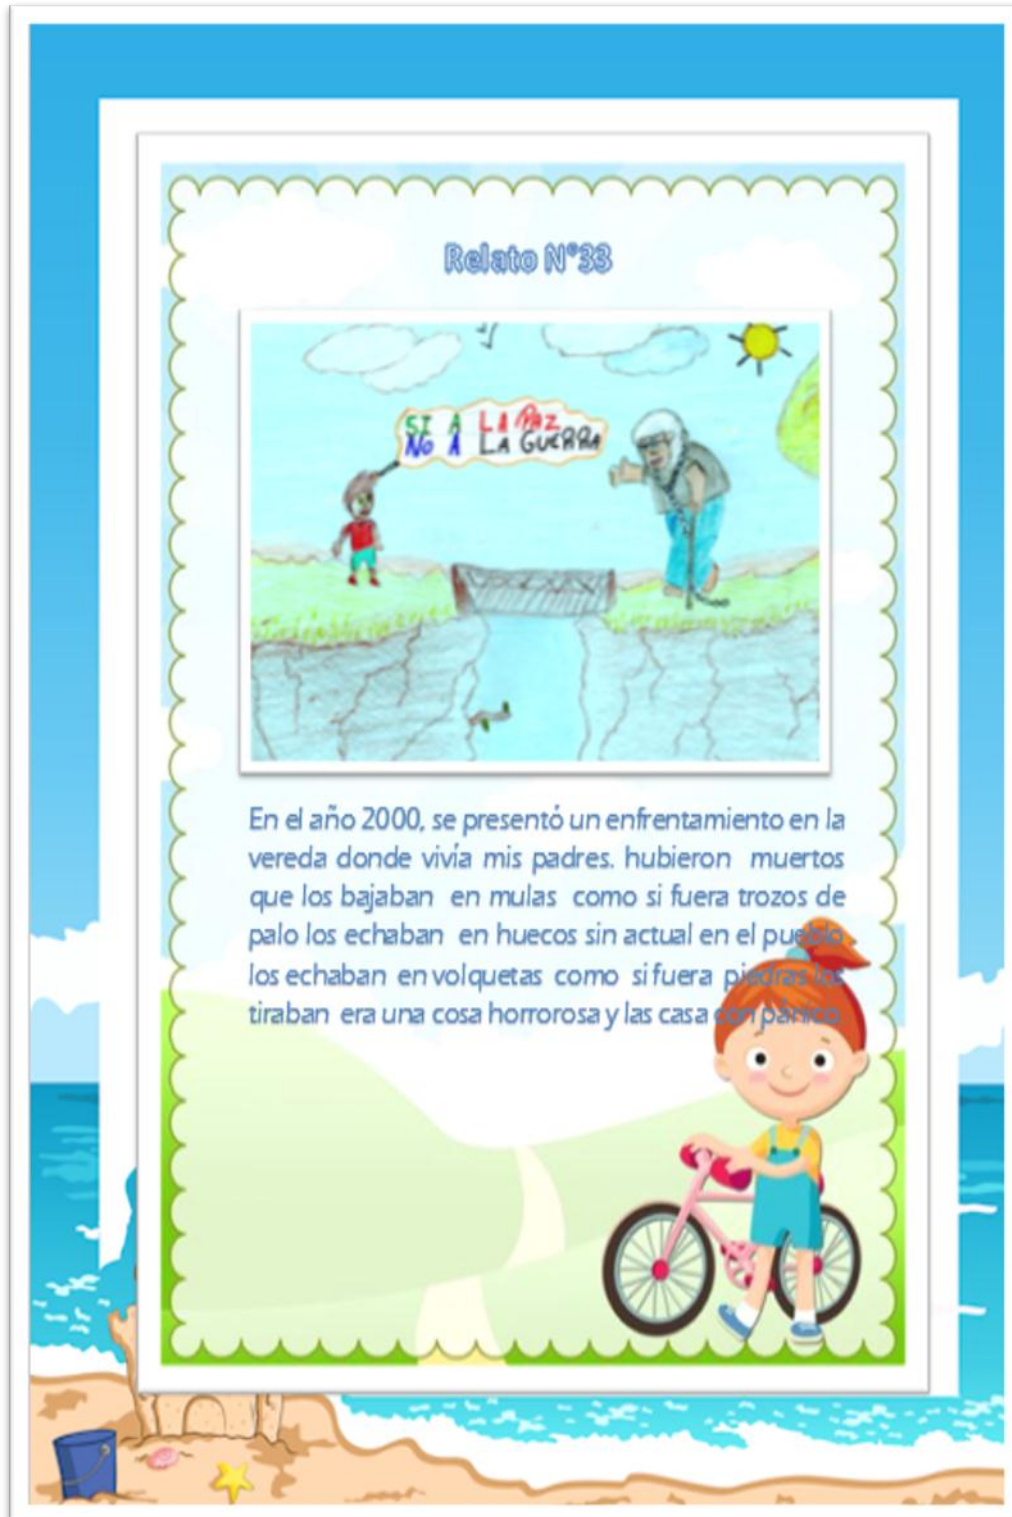 Relato N°33
SI A LA PAZ
NO A LA GUERRA
En el año 2000, se presentó un enfrentamiento en la
vereda donde vivía mis padres. hubieron muertos
que los bajaban en mulas como si fuera trozos de
palo los echaban en huecos sin actual en el pueblo
los echaban en volquetas como si fuera piedras los
tiraban era una cosa horrorosa y las casa con pánico.